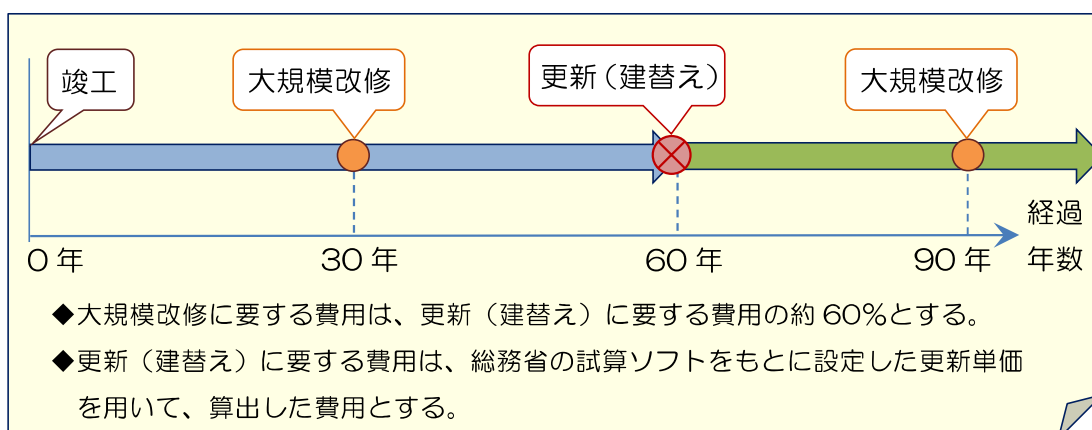 竣工
大規模改修
更新（建替え）
大規模改修
経過
年数
0 年
30 年
60 年
90 年
◆大規模改修に要する費用は、更新（建替え）に要する費用の約 60%とする。
◆更新（建替え）に要する費用は、総務省の試算ソフトをもとに設定した更新単価
を用いて、算出した費用とする。